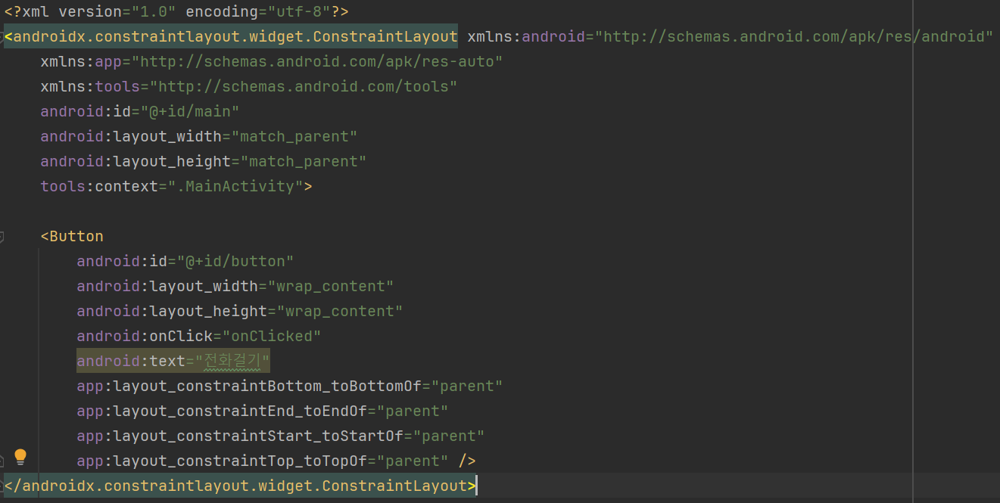 <?xml version="1.0" encoding="utf-8"?>
<androidx.constraintlayout.widget.ConstraintLayout xmlns:android="http://schemas.android.com/apk/res/android"
    xmlns:app="http://schemas.android.com/apk/res-auto"
    xmlns:tools="http://schemas.android.com/tools"
    android:id="@+id/main"
    android:layout_width="match_parent"
    android:layout_height="match_parent"
    tools:context=".MainActivity">

    <Button
        android:id="@+id/button"
        android:layout_width="wrap_content"
        android:layout_height="wrap_content"
        android:onClick="onClicked"
        android:text="전화걸기"
        app:layout_constraintBottom_toBottomOf="parent"
        app:layout_constraintEnd_toEndOf="parent"
        app:layout_constraintStart_toStartOf="parent"
        app:layout_constraintTop_toTopOf="parent" />
</androidx.constraintlayout.widget.ConstraintLayout>